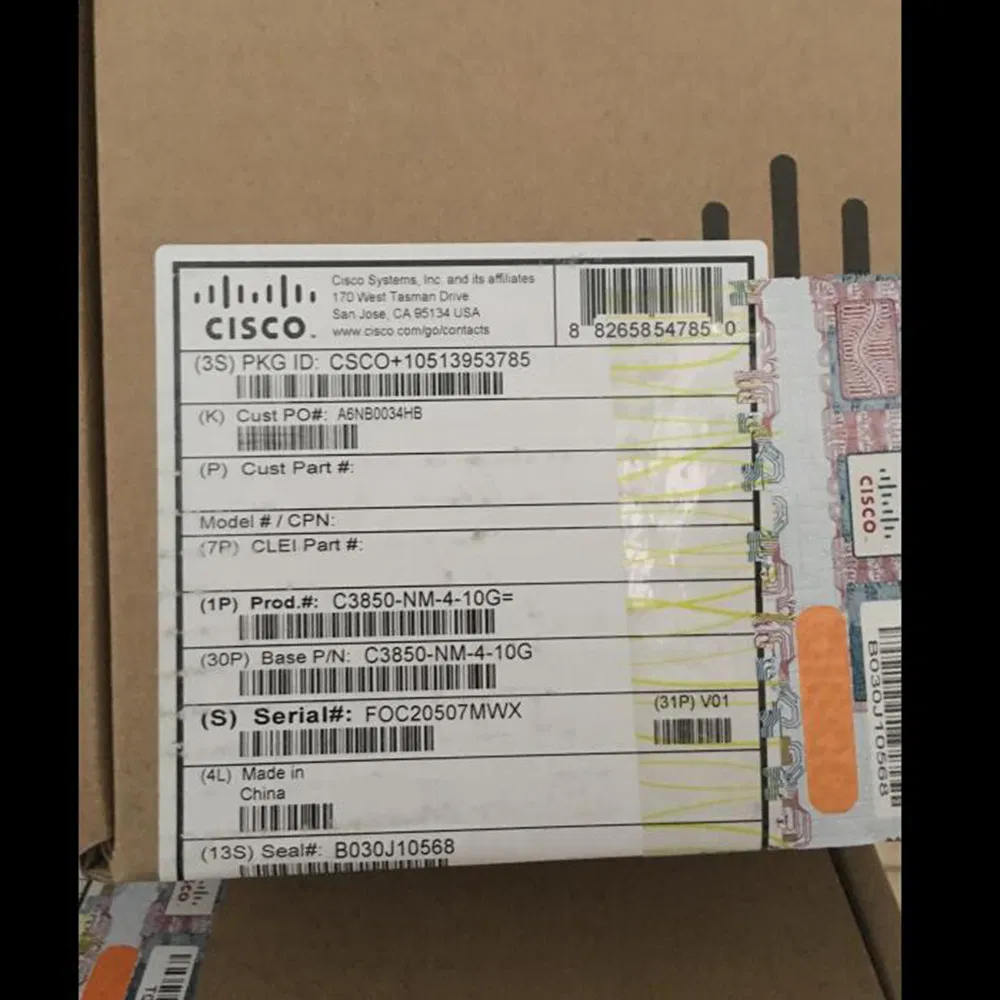 CISCO
Cisco Systems, Inc. and its affiliates
170 West Tasman Drive
San Jose, CA 95134 USA
www.cisco.com/go/contacts
8 8265854785 0
(3S) PKG ID: CSCO+10513953785
(K) Cust PO#: A6NB0034HB
(P) Cust Part #:
Model # / CPN:
(7P) CLEI Part #:
(1P) Prod.#: C3850-NM-4-10G=
(30P) Base P/N: C3850-NM-4-10G
(S) Serial#: FOC20507MWX
(31P) V01
(4L) Made in
China
(13S) Seal#: B030J10568
CISCO
B030J10568